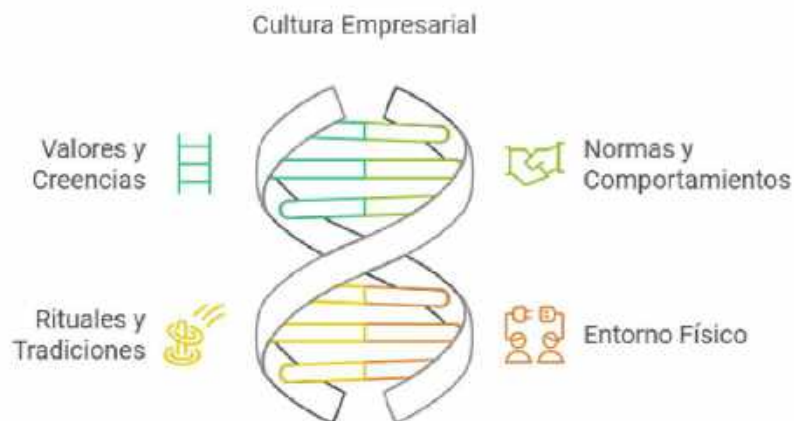 Cultura Empresarial
Valores y
Creencias
Normas y
Comportamientos
Rituales y
Tradiciones
Entorno Físico